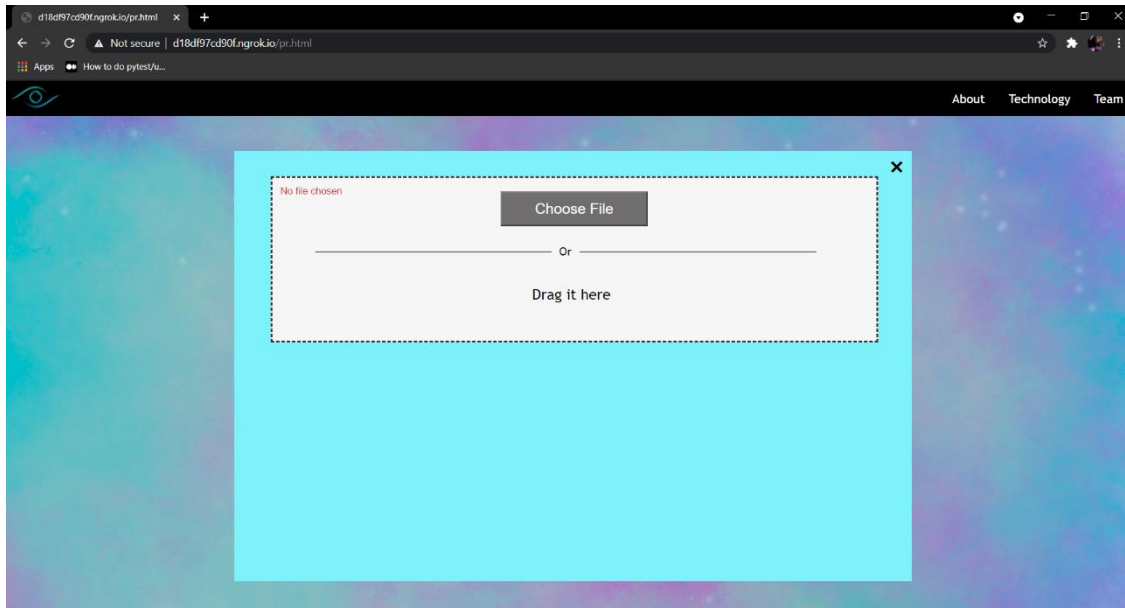 d18df97cd90f.ngrok.io/pr.html
Not secure | d18df97cd90f.ngrok.io/pr.html
Apps How to do pytest/u...
About Technology Team
No file chosen
Choose File
Or
Drag it here